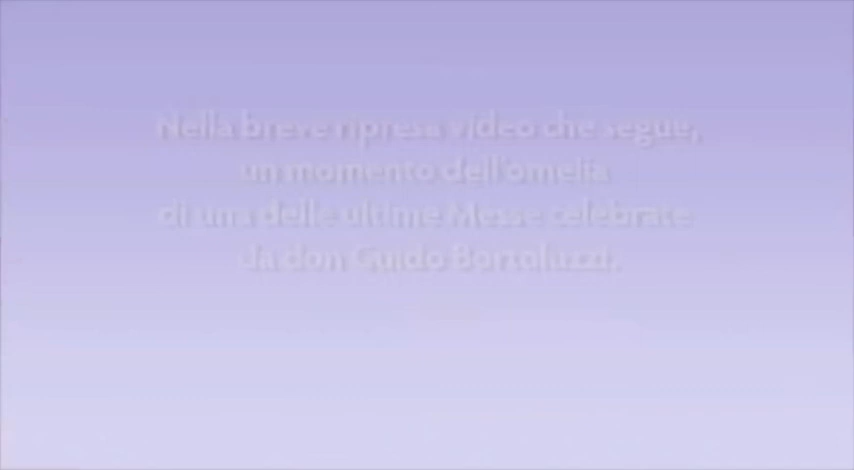 Nella breve ripresa video che segue,
un momento dell'omelia
di una delle ultime Messe celebrate
da don Guido Bortoluzzi.